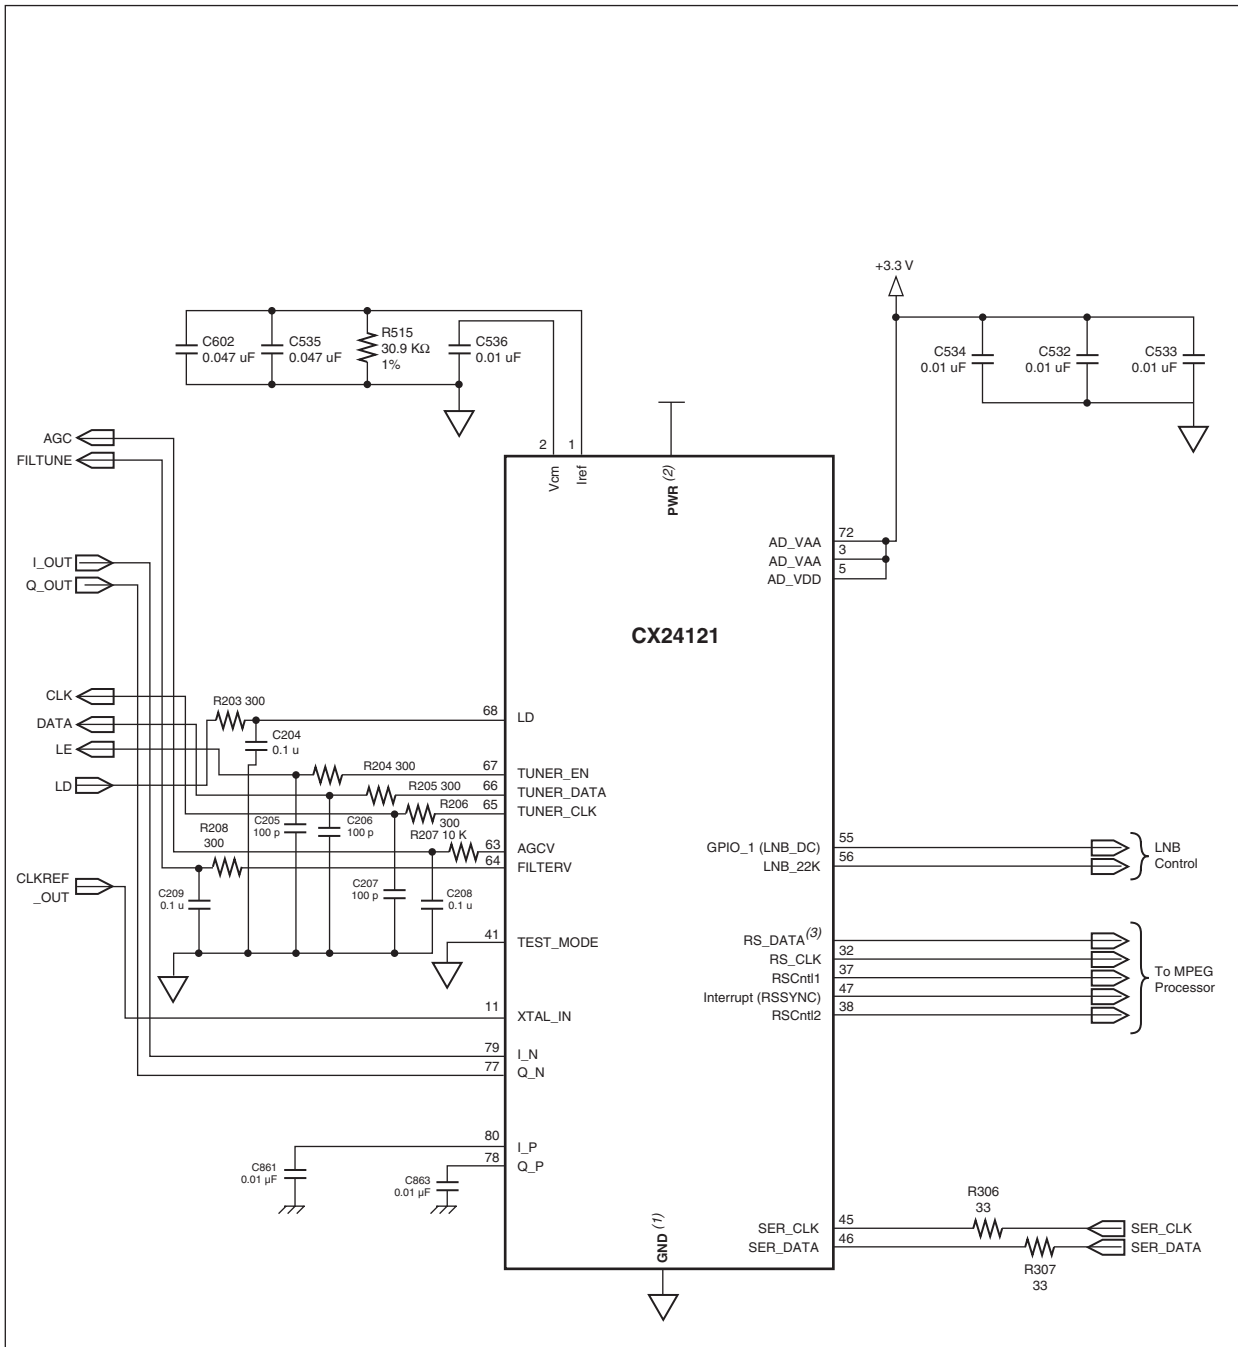 +3.3 V
C602
0.047 uF
C535
0.047 uF
R515
30.9 KΩ
1%
C536
0.01 uF
C534
0.01 uF
C532
0.01 uF
C533
0.01 uF
AGC
FILTUNE
2
1
Vcm
Iref
PWR (2)
72
AD_VAA
3
AD_VAA
5
AD_VDD
I_OUT
Q_OUT
CX24121
CLK
DATA
LE
LD
R203 300
C204
0.1 u
68
LD
R204 300
67
TUNER_EN
R205 300
66
TUNER_DATA
R206
300
65
TUNER_CLK
C205
100 p
C206
100 p
R208
300
R207 10 K
63
AGCV
64
FILTERV
CLKREF
_OUT
C209
0.1 u
C207
100 p
C208
0.1 u
41
TEST_MODE
11
XTAL_IN
79
I_N
77
Q_N
80
I_P
78
Q_P
C861
0.01 µF
C863
0.01 µF
GPIO_1 (LNB_DC)
55
LNB_22K
56
LNB
Control
RS_DATA(3)
RS_CLK
32
RSCntl1
37
Interrupt (RSSYNC)
47
RSCntl2
38
To MPEG
Processor
GND (1)
SER_CLK
45
SER_DATA
46
R306
33
R307
33
SER_CLK
SER_DATA